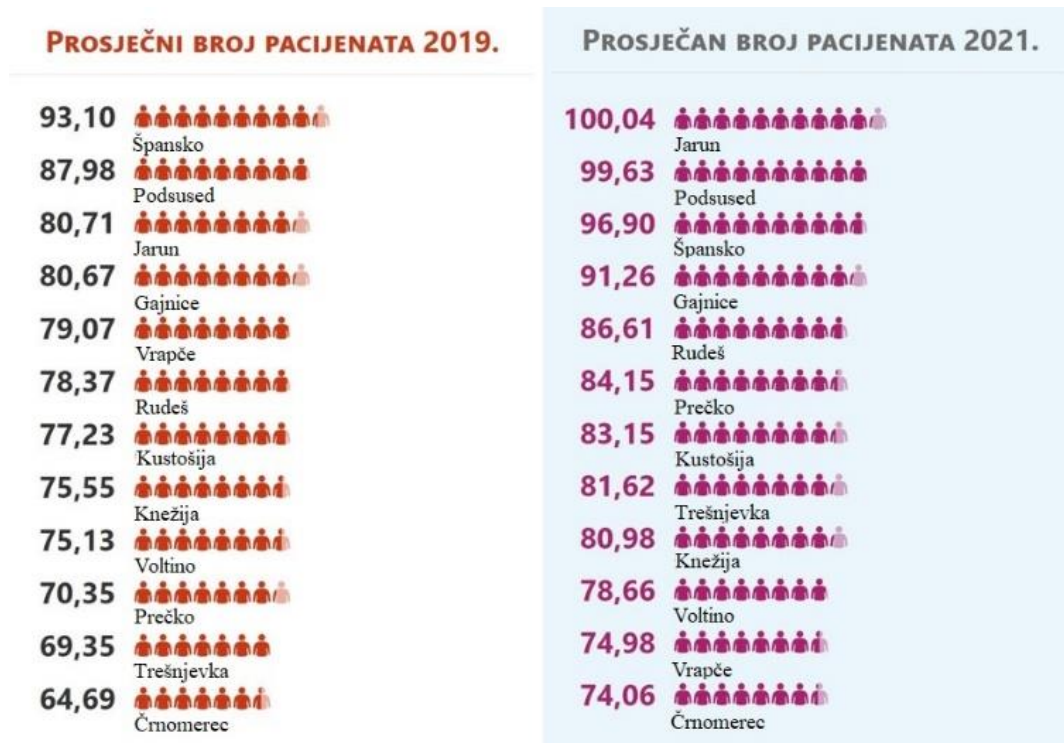 PROSJEČNI BROJ PACIJENATA 2019.
93,10
Špansko
87,98
Podsused
80,71
Jarun
80,67
Gajnice
79,07
Vrapče
78,37
Rudeš
77,23
Kustošija
75,55
Knežija
75,13
Voltino
70,35
Prečko
69,35
Trešnjevka
64,69
Črnomerec
PROSJEČAN BROJ PACIJENATA 2021.
100,04
Jarun
99,63
Podsused
96,90
Špansko
91,26
Gajnice
86,61
Rudeš
84,15
Prečko
83,15
Kustošija
81,62
Trešnjevka
80,98
Knežija
78,66
Voltino
74,98
Vrapče
74,06
Črnomerec